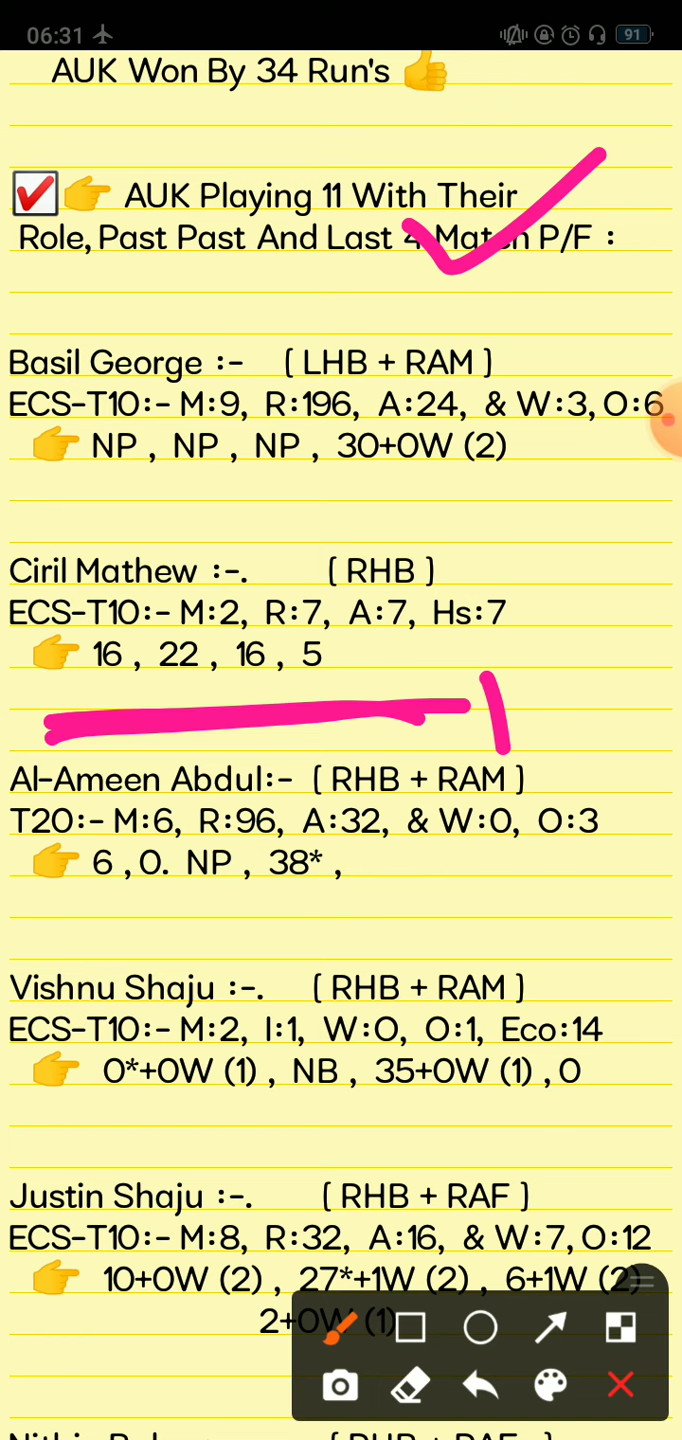 06:31
91
AUK Won By 34 Run's 👍
☑👉 AUK Playing 11 With Their
Role, Past Past And Last 4 Match P/F :
Basil George :- ( LHB + RAM )
ECS-T10:- M:9, R:196, A:24, & W:3, O:6
👉 NP , NP , NP , 30+0W (2)
Ciril Mathew :-. ( RHB )
ECS-T10:- M:2, R:7, A:7, Hs:7
👉 16 , 22 , 16 , 5
Al-Ameen Abdul:- ( RHB + RAM )
T20:- M:6, R:96, A:32, & W:0, O:3
👉 6 , 0. NP , 38* ,
Vishnu Shaju :-. ( RHB + RAM )
ECS-T10:- M:2, I:1, W:0, O:1, Eco:14
👉 0*+0W (1) , NB , 35+0W (1) , 0
Justin Shaju :-. ( RHB + RAF )
ECS-T10:- M:8, R:32, A:16, & W:7, O:12
👉 10+0W (2) , 27*+1W (2) , 6+1W (2)
2+0W (1)